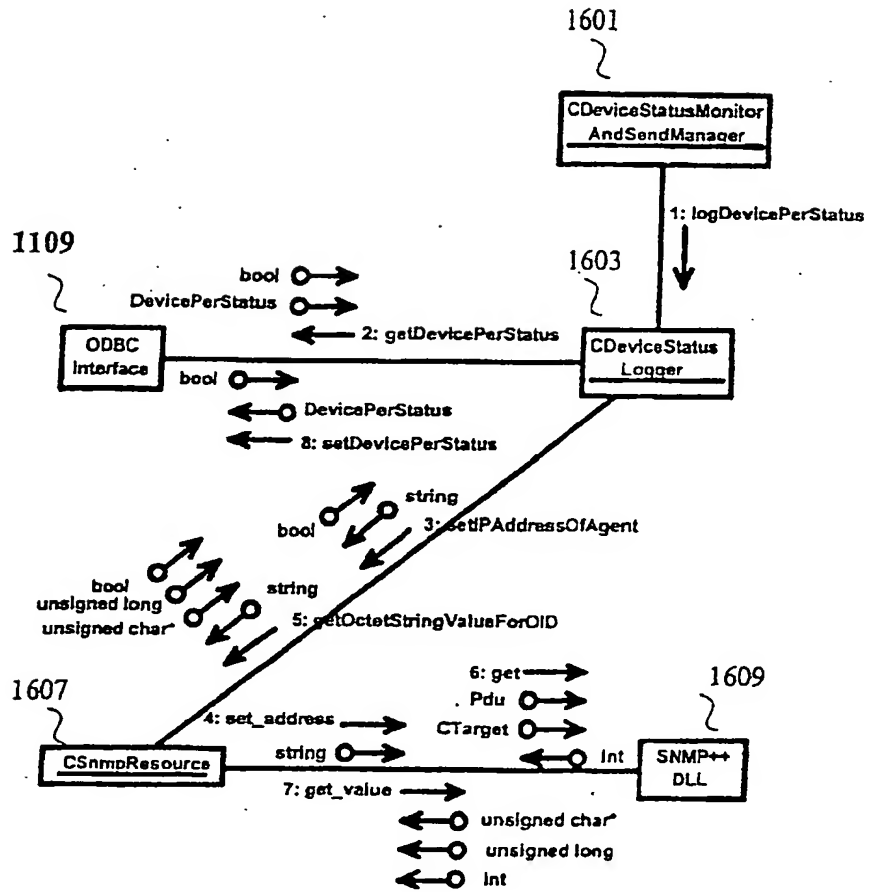 1601
CDeviceStatusMonitor
AndSendManager
1: logDevicePerStatus
1109
1603
bool
DevicePerStatus
2: getDevicePerStatus
ODBC
Interface
CDeviceStatus
Logger
bool
DevicePerStatus
8: setDevicePerStatus
string
bool
3: setIPAddressOfAgent
bool
unsigned long
unsigned char*
string
5: getOctetStringValueForOID
6: get
1607
Pdu
1609
4: set_address
CTarget
string
Int
CSnmpResource
SNMP++
DLL
7: get_value
unsigned char*
unsigned long
Int